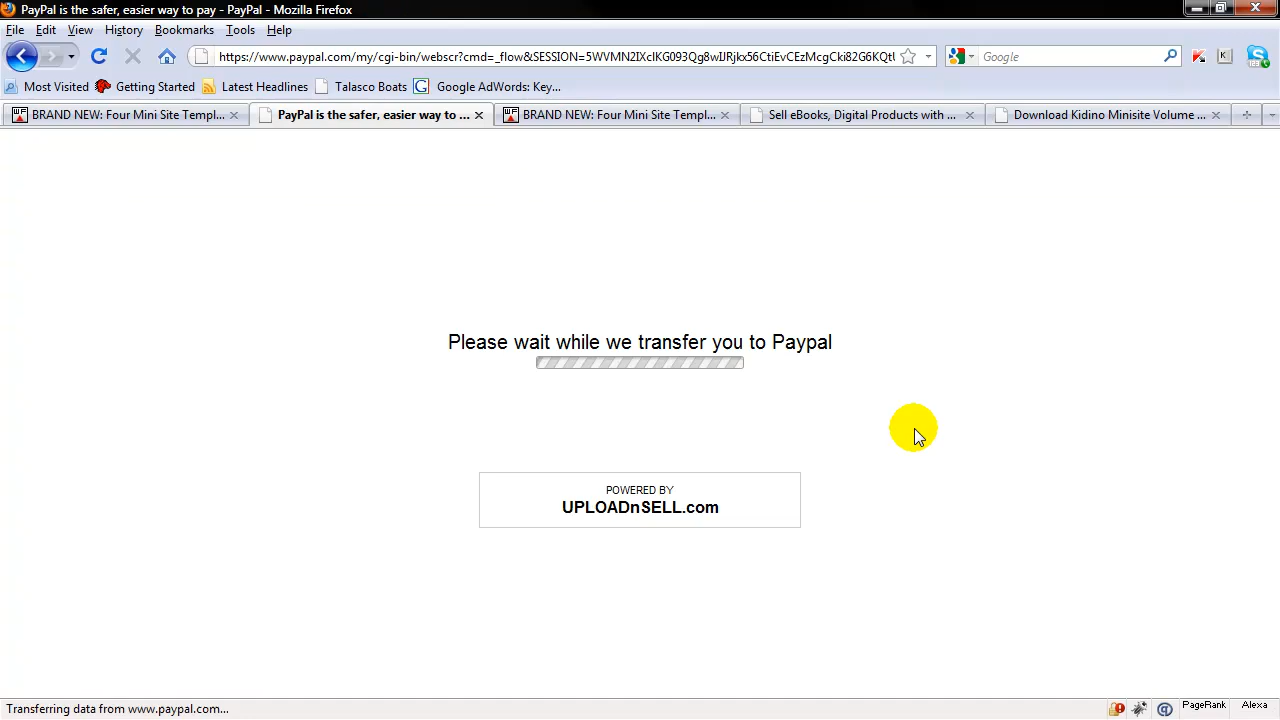 PayPal is the safer, easier way to pay - PayPal - Mozilla Firefox
File Edit View History Bookmarks Tools Help
https://www.paypal.com/my/cgi-bin/webscr?cmd=_flow&SESSION= Google
Most Visited Getting Started Latest Headlines Talasco Boats Google AdWords: Key...
BRAND NEW: Four Mini Site Templ... PayPal is the safer, easier way to ... BRAND NEW: Four Mini Site Templ... Sell eBooks, Digital Products with ... Download Kidino Minisite Volume ...
Please wait while we transfer you to Paypal
POWERED BY
UPLOADnSELL.com
Transferring data from www.paypal.com... PageRank Alexa